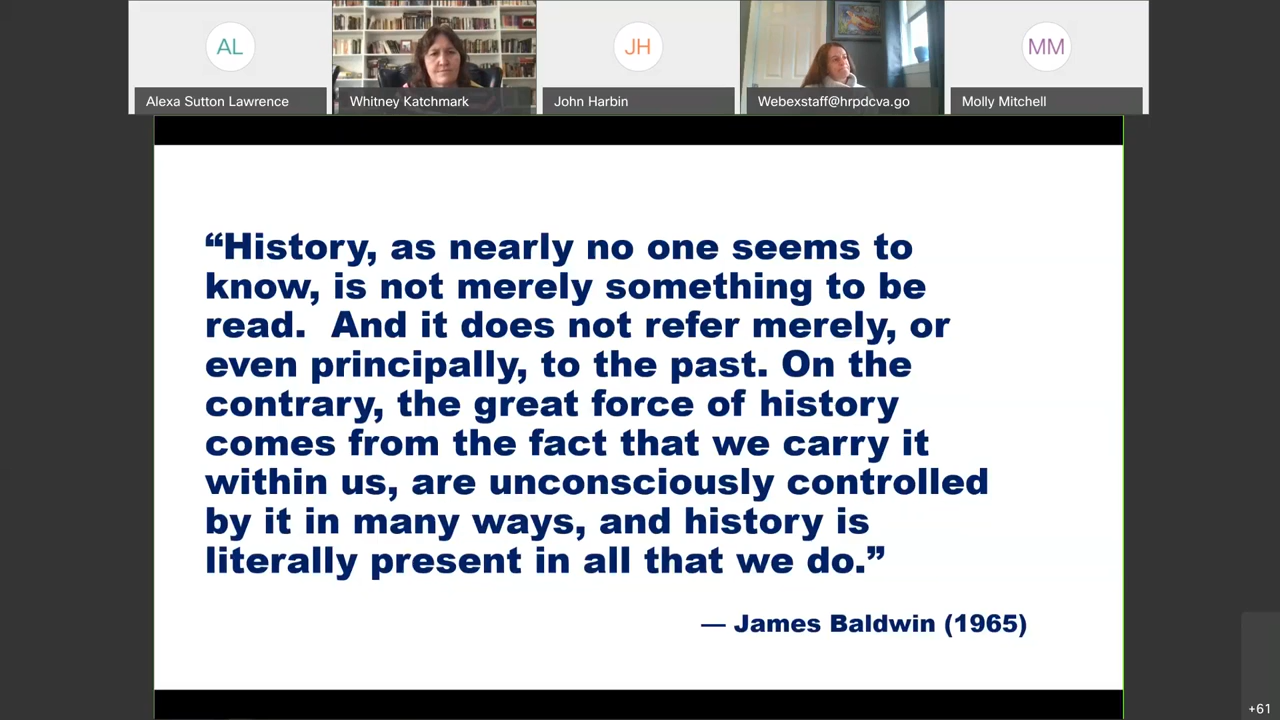 AL
JH
MM
Alexa Sutton Lawrence
Whitney Katchmark
John Harbin
Webexstaff@hrpdcva.go
Molly Mitchell
“History, as nearly no one seems to
know, is not merely something to be
read.  And it does not refer merely, or
even principally, to the past. On the
contrary, the great force of history
comes from the fact that we carry it
within us, are unconsciously controlled
by it in many ways, and history is
literally present in all that we do.”
— James Baldwin (1965)
+61